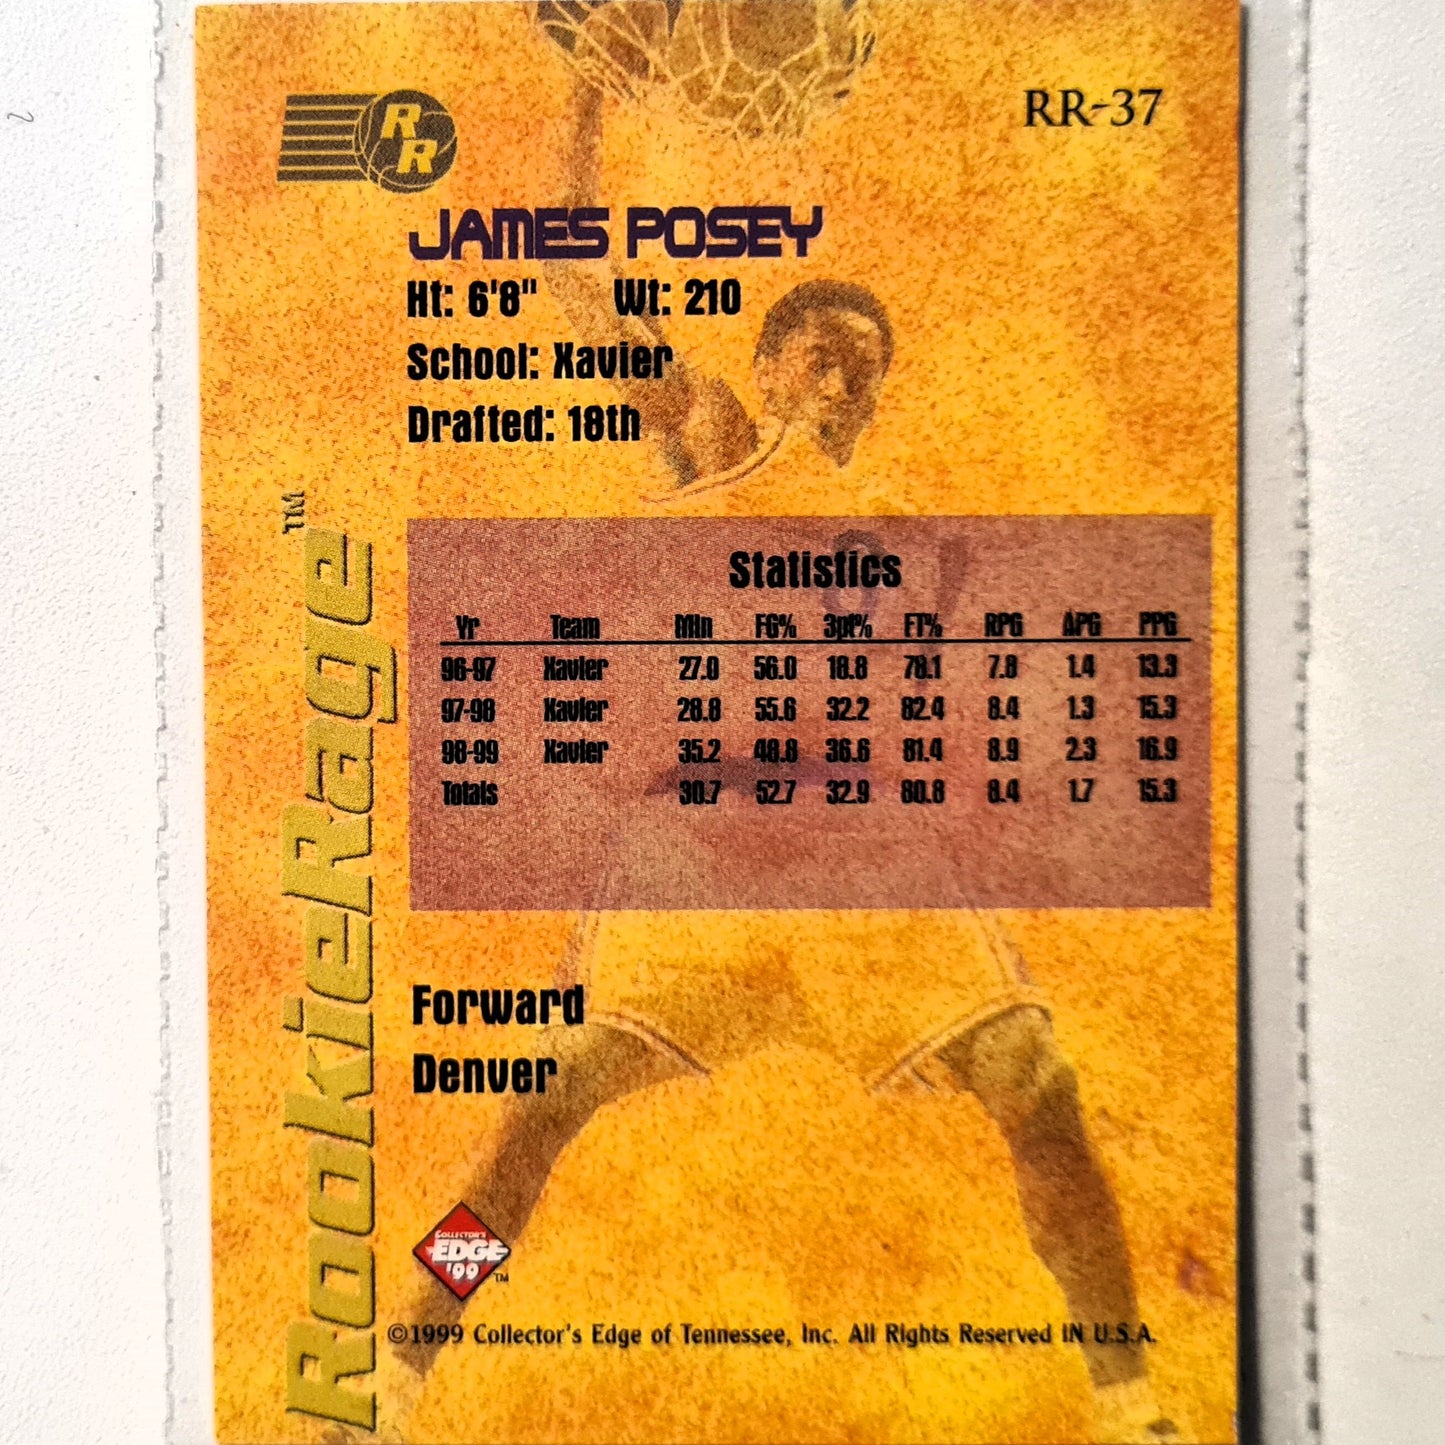 RR
RR-37
JAMES POSEY
Ht: 6'8" Wt: 210
School: Xavier
Drafted: 18th
RookieRage™
Statistics
Yr Team Min FG% 3pt% FT% RPG APG PPG
96-97 Xavier 27.0 56.0 18.8 78.1 7.8 1.4 13.3
97-98 Xavier 28.8 55.6 32.2 82.4 8.4 1.3 15.3
98-99 Xavier 35.2 48.8 36.6 81.4 8.9 2.3 16.9
Totals 30.7 52.7 32.9 80.8 8.4 1.7 15.3
Forward
Denver
COLLECTOR'S
EDGE
'99 ™
©1999 Collector's Edge of Tennessee, Inc. All Rights Reserved IN U.S.A.